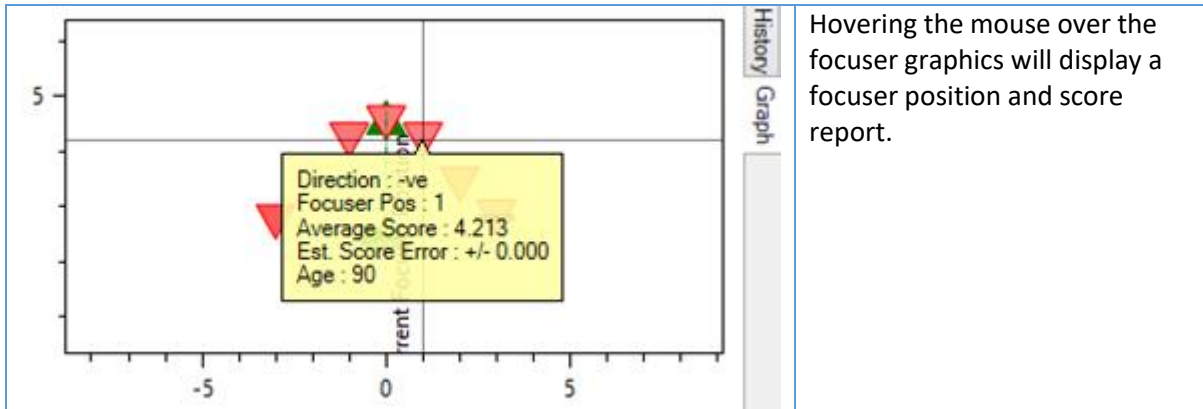 History
Graph
5
Direction : -ve
Focuser Pos : 1
Average Score : 4.213
Est. Score Error : +/- 0.000
Age : 90
-5
0
5
Hovering the mouse over the
focuser graphics will display a
focuser position and score
report.